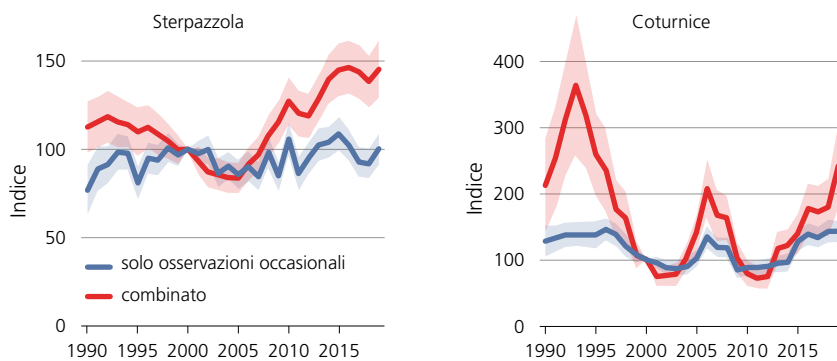 Sterpazzola
Indice
150
100
50
0
solo osservazioni occasionali
combinato
1990 1995 2000 2005 2010 2015
Coturnice
Indice
400
300
200
100
0
1990 1995 2000 2005 2010 2015